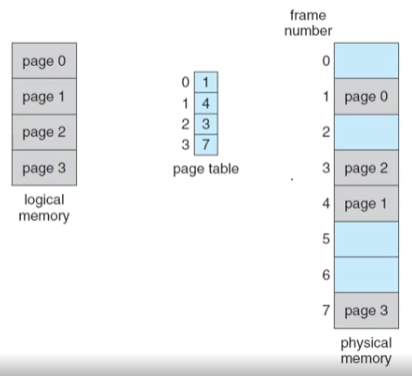 page 0
page 1
page 2
page 3
logical
memory
0 1
1 4
2 3
3 7
page table
frame
number
0
1 page 0
2
3 page 2
4 page 1
5
6
7 page 3
physical
memory